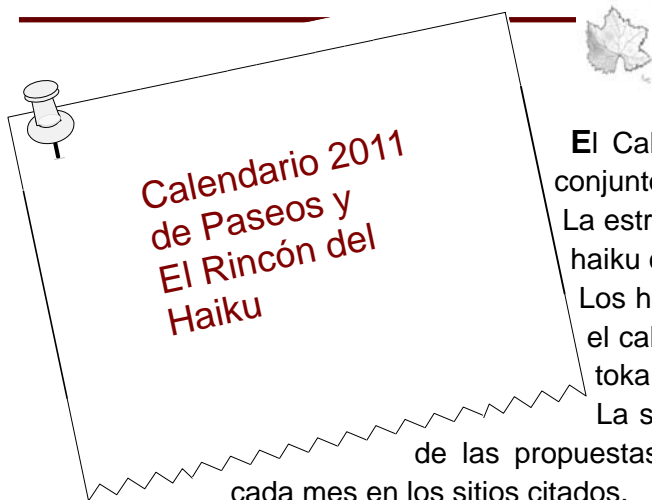 Calendario 2011
de Paseos y
El Rincón del
Haiku
El Cal
conjunto
La estr
haiku
Los h
el cal
toka
La s
de las propuestas
cada mes en los sitios citados.